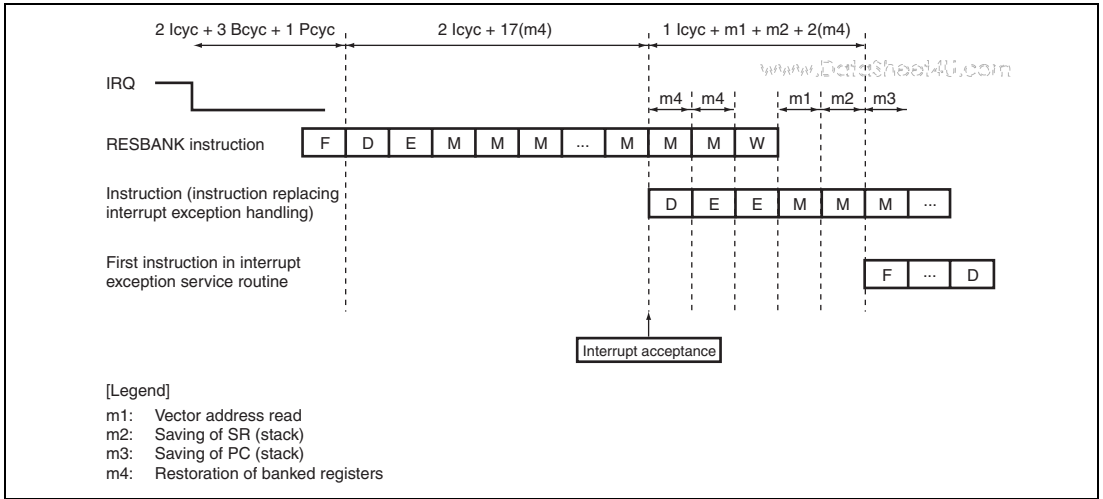 2 Icyc + 3 Bcyc + 1 Pcyc 2 Icyc + 17(m4) 1 Icyc + m1 + m2 + 2(m4)
www.DataSheet4U.com
IRQ
m4 m4 m1 m2 m3
RESBANK instruction F D E M M M ... M M M W
Instruction (instruction replacing
interrupt exception handling) D E E M M M ...
First instruction in interrupt
exception service routine F ... D
Interrupt acceptance
[Legend]
m1: Vector address read
m2: Saving of SR (stack)
m3: Saving of PC (stack)
m4: Restoration of banked registers